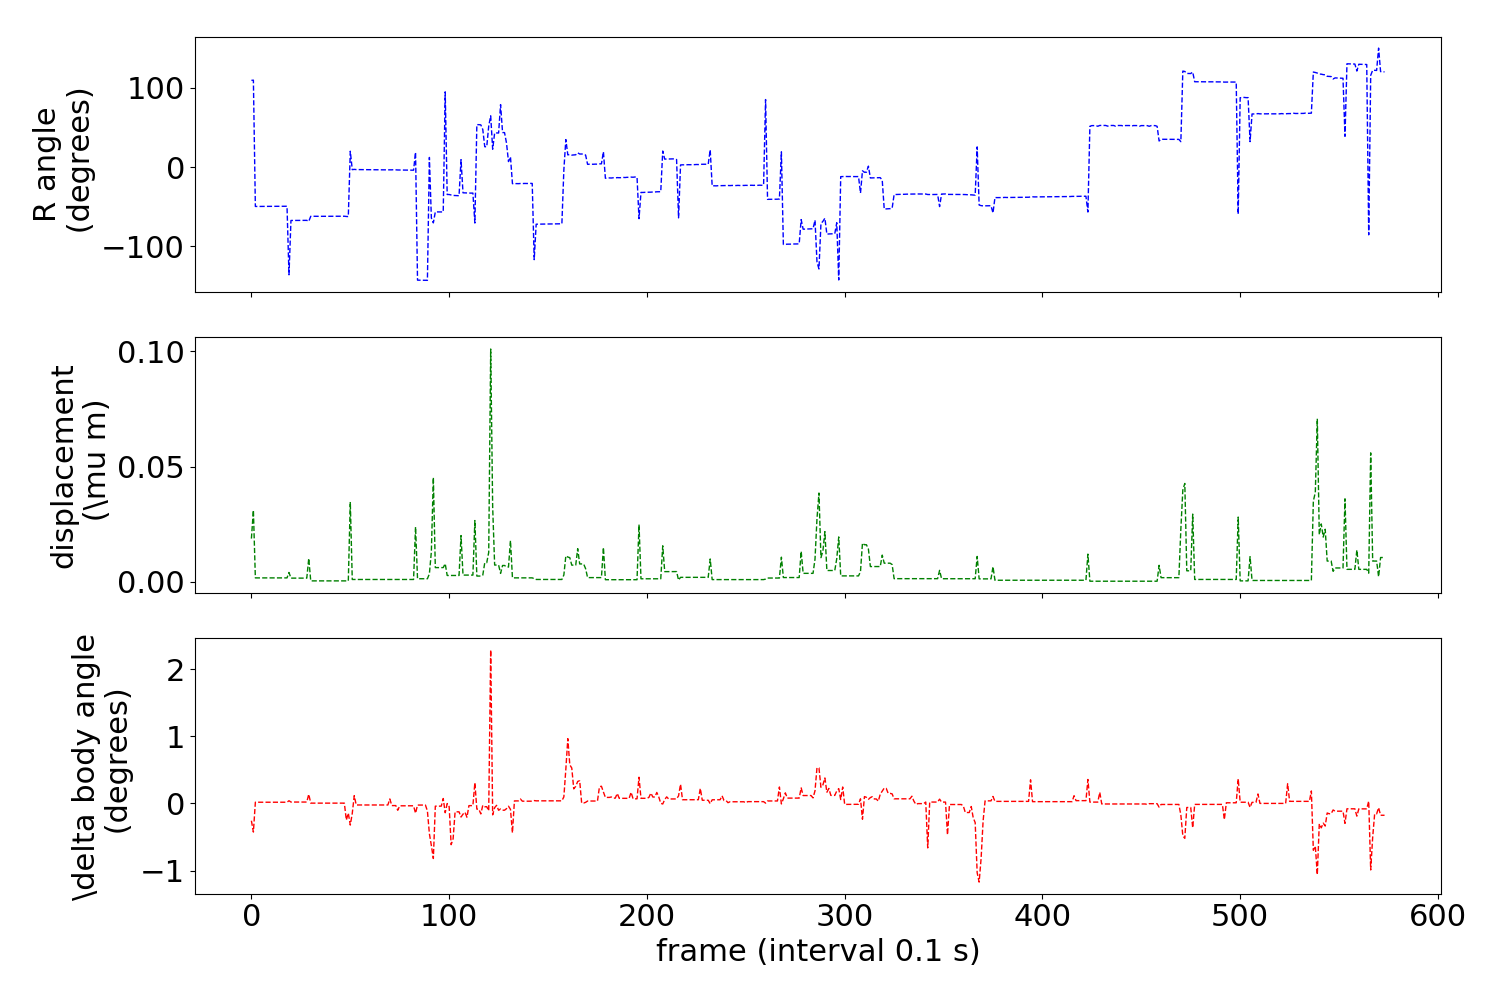 R angle
(degrees)
100
0
−100
displacement
(\mu m)
0.10
0.05
0.00
\delta body angle
(degrees)
2
1
0
−1
0 100 200 300 400 500 600
frame (interval 0.1 s)